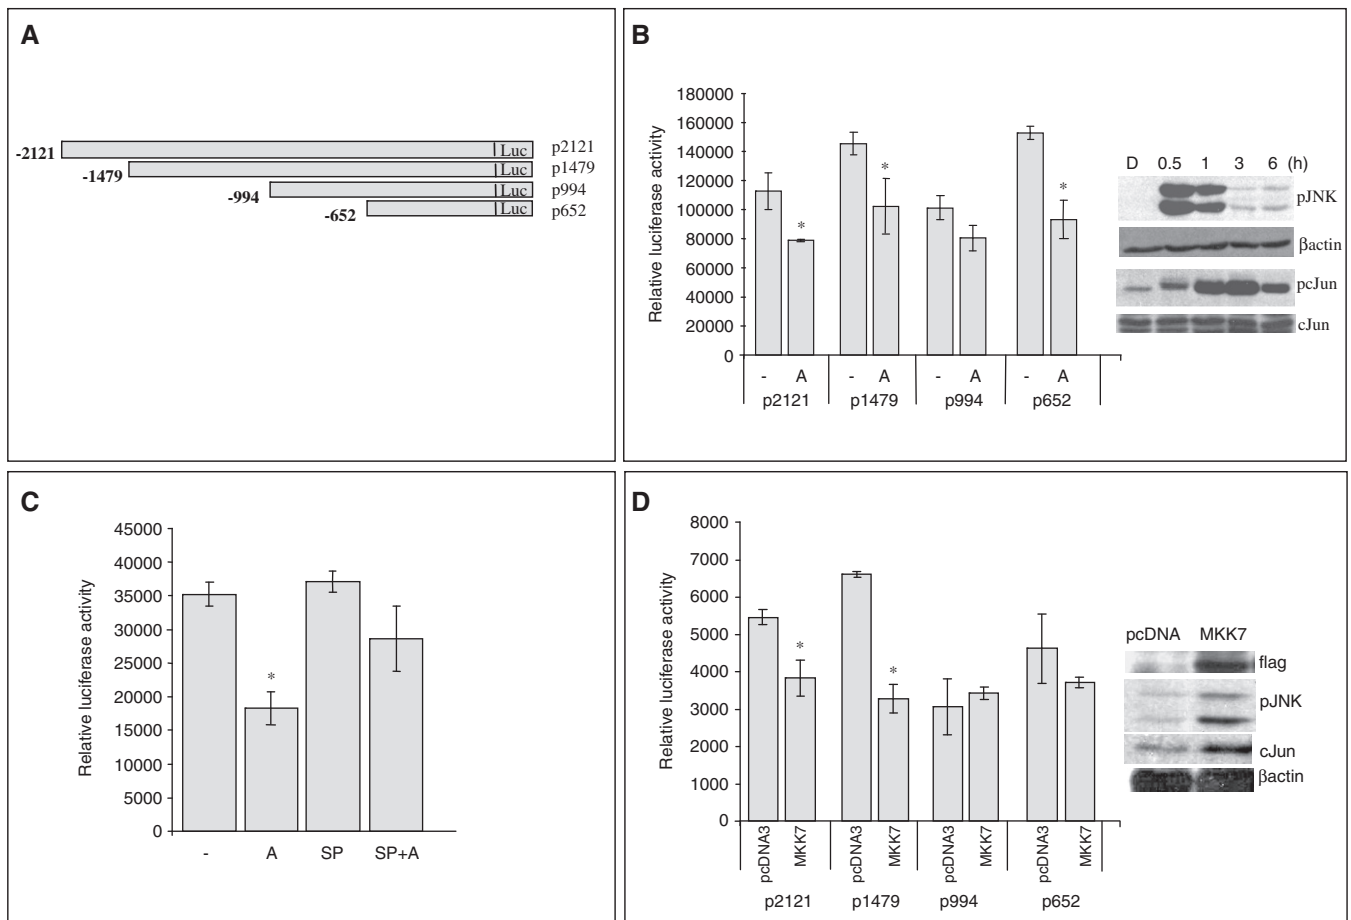 A
-2121 Luc p2121
-1479 Luc p1479
-994 Luc p994
-652 Luc p652
B
Relative luciferase activity
180000
160000
140000
120000
100000
80000
60000
40000
20000
0
* * *
- A - A - A - A
p2121 p1479 p994 p652
D 0.5 1 3 6 (h)
pJNK
βactin
pcJun
cJun
C
Relative luciferase activity
45000
40000
35000
30000
25000
20000
15000
10000
5000
0
*
- A SP SP+A
D
Relative luciferase activity
8000
7000
6000
5000
4000
3000
2000
1000
0
* *
pcDNA3 MKK7 pcDNA3 MKK7 pcDNA3 MKK7 pcDNA3 MKK7
p2121 p1479 p994 p652
pcDNA MKK7
flag
pJNK
cJun
βactin